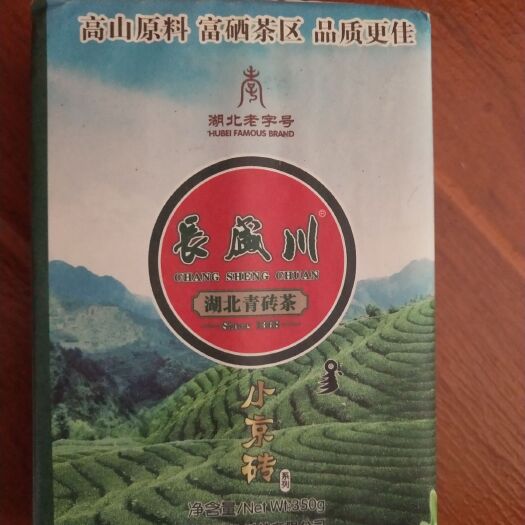 高山原料 富硒茶区 品质更佳
湖北老字号
HUBEI FAMOUS BRAND
長盛川®
CHANG SHENG CHUAN
湖北青砖茶
小京砖
系列
净含量/Net Wt:350g